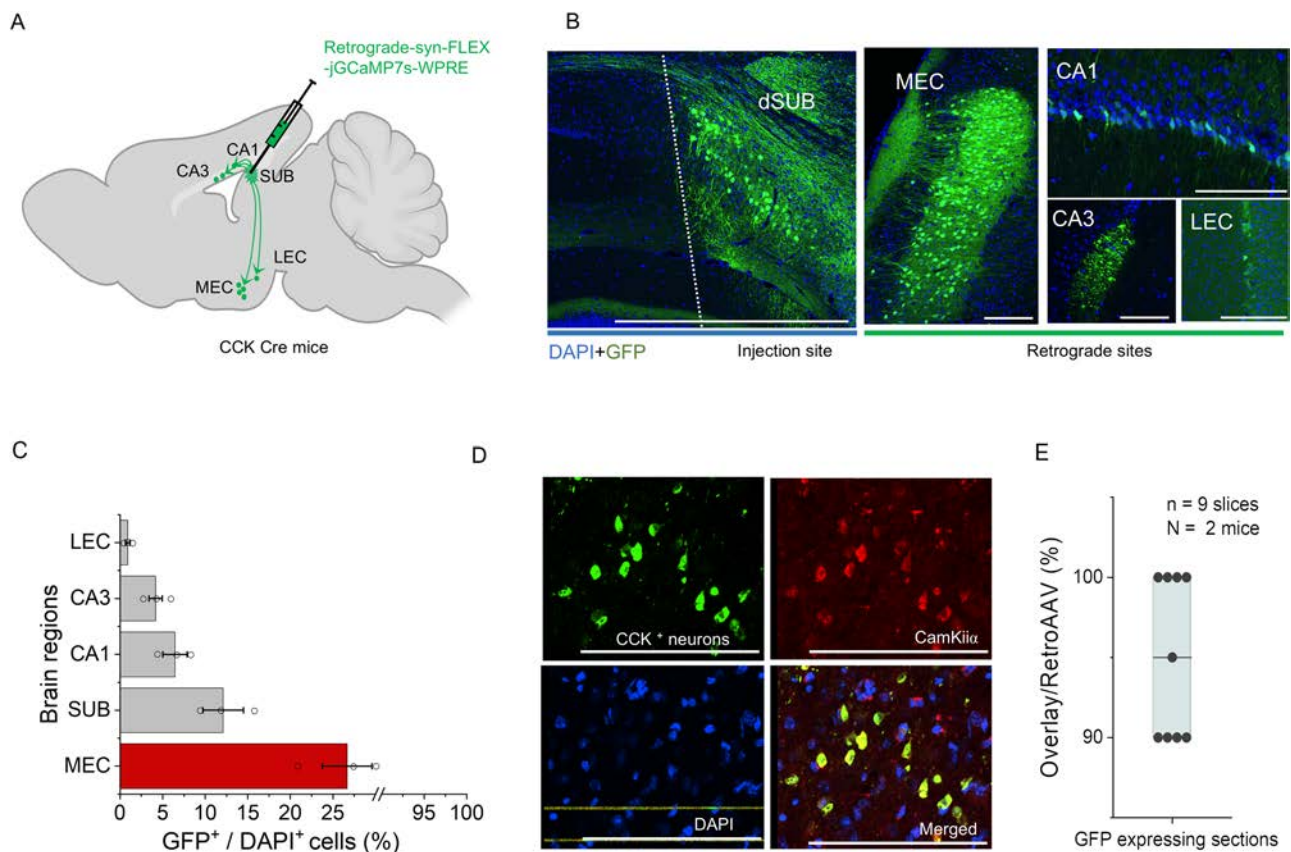 A
Retrograde-syn-FLEX
-jGCaMP7s-WPRE
CA1
CA3
SUB
LEC
MEC
CCK Cre mice
B
dSUB
MEC
CA1
CA3
LEC
DAPI+GFP
Injection site
Retrograde sites
C
Brain regions
LEC
CA3
CA1
SUB
MEC
0 5 10 15 20 25 95 100
GFP⁺ / DAPI⁺ cells (%)
D
CCK ⁺ neurons
CamKiiα
DAPI
Merged
E
n = 9 slices
N = 2 mice
Overlay/RetroAAV (%)
100
90
GFP expressing sections